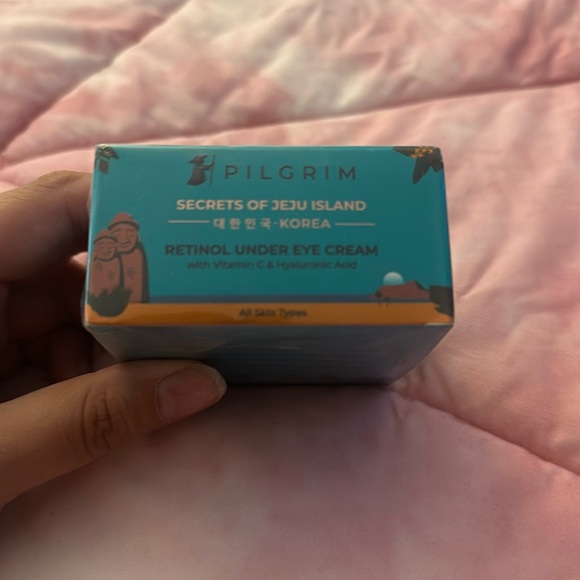 PILGRIM
SECRETS OF JEJU ISLAND
대한민국·KOREA
RETINOL UNDER EYE CREAM
with Vitamin C & Hyaluronic Acid
All Skin Types